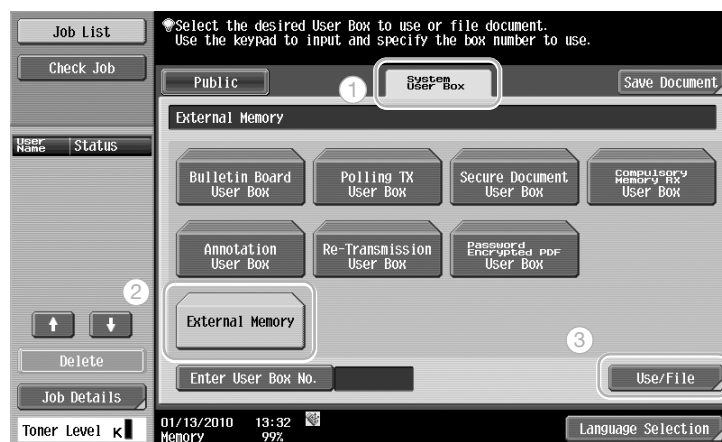 Job List
Check Job
User Name Status
Delete
Job Details
Toner Level K
Select the desired User Box to use or file document.
Use the keypad to input and specify the box number to use.
Public
1
System User Box
Save Document
External Memory
Bulletin Board User Box
Polling TX User Box
Secure Document User Box
Compulsory Memory RX User Box
Annotation User Box
Re-Transmission User Box
Password Encrypted PDF User Box
2
External Memory
3
Enter User Box No.
Use/File
01/13/2010 13:32
Memory 99%
Language Selection